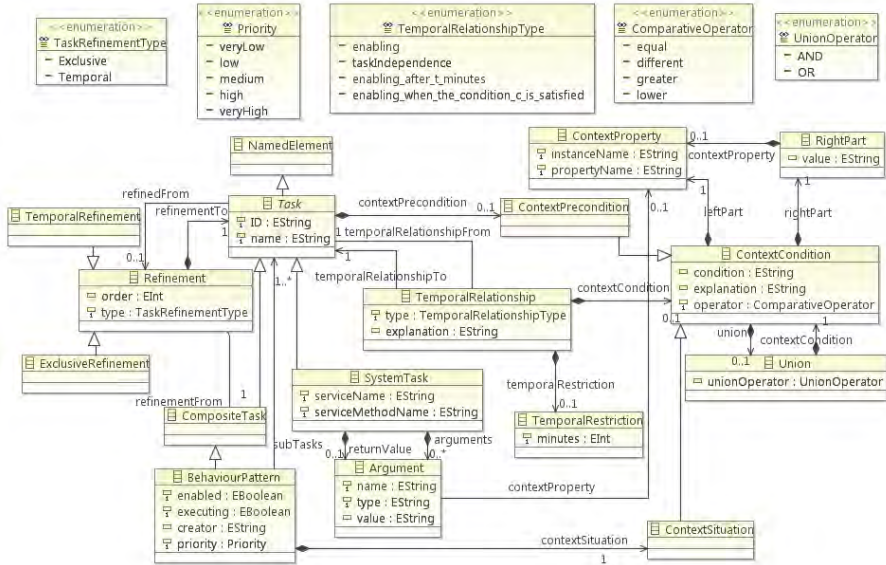 <<enumeration>>
TaskRefinementType
Exclusive
Temporal
<<enumeration>>
Priority
veryLow
low
medium
high
veryHigh
<<enumeration>>
TemporalRelationshipType
enabling
taskIndependence
enabling_after_t_minutes
enabling_when_the_condition_c_is_satisfied
<<enumeration>>
ComparativeOperator
equal
different
greater
lower
<<enumeration>>
UnionOperator
AND
OR
NamedElement
ContextProperty
instanceName : EString
propertyName : EString
0..1
contextProperty
RightPart
value : EString
refinedFrom
refinementTo
1
0..1
Task
ID : EString
name : EString
contextPrecondition
0..1
ContextPrecondition
0..1
1
leftPart
1
rightPart
TemporalRefinement
1
temporalRelationshipFrom
1
temporalRelationshipTo
1..*
Refinement
order : EInt
type : TaskRefinementType
TemporalRelationship
type : TemporalRelationshipType
explanation : EString
contextCondition
0..1
ContextCondition
condition : EString
explanation : EString
operator : ComparativeOperator
union
0..1
1
contextCondition
Union
unionOperator : UnionOperator
ExclusiveRefinement
refinementFrom
1
CompositeTask
subTasks
SystemTask
serviceName : EString
serviceMethodName : EString
temporalRestriction
0..1
TemporalRestriction
minutes : EInt
0..1
returnValue
arguments
0..*
Argument
name : EString
type : EString
value : EString
contextProperty
BehaviourPattern
enabled : EBoolean
executing : EBoolean
creator : EString
priority : Priority
contextSituation
1
ContextSituation